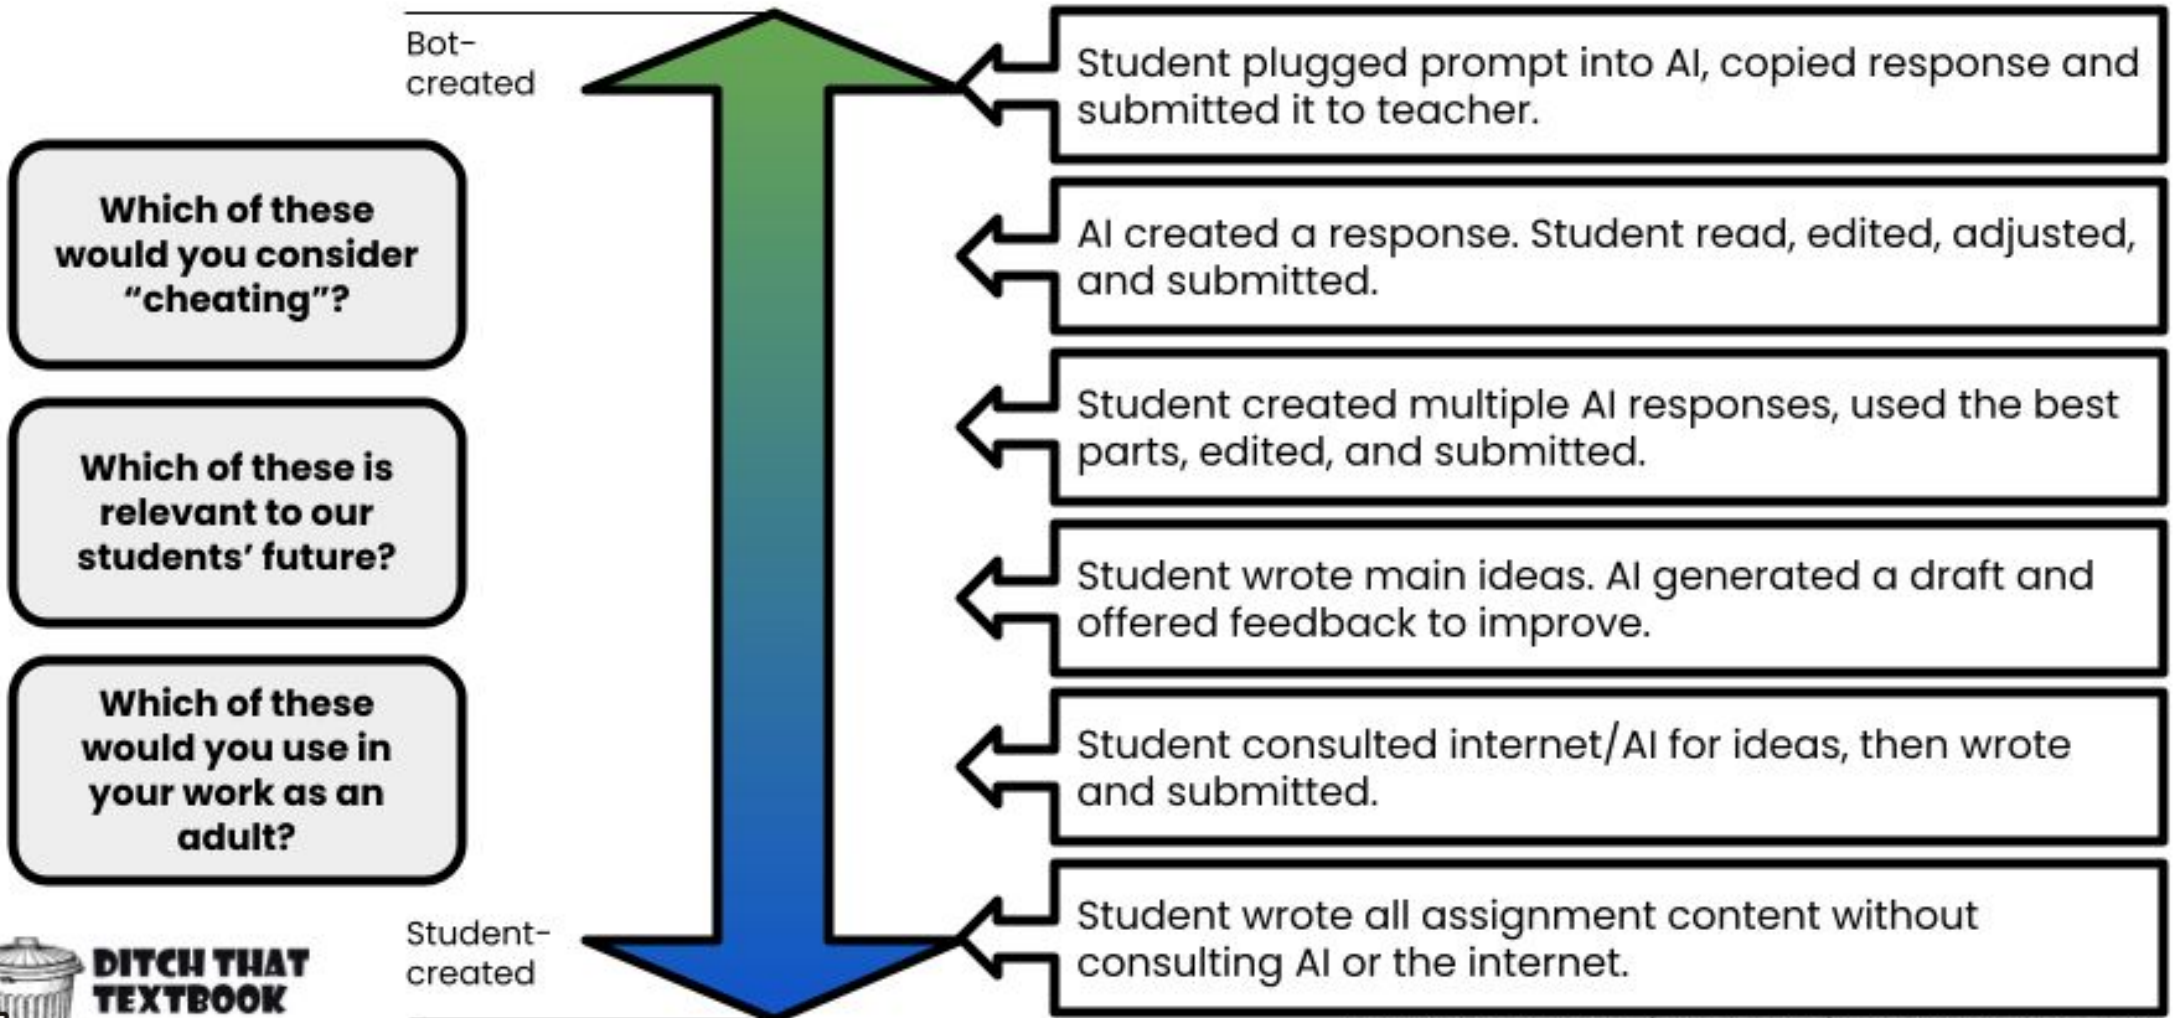 Bot-
created
Student plugged prompt into AI, copied response and
submitted it to teacher.
Which of these
would you consider
“cheating”?
AI created a response. Student read, edited, adjusted,
and submitted.
Student created multiple AI responses, used the best
parts, edited, and submitted.
Which of these is
relevant to our
students’ future?
Student wrote main ideas. AI generated a draft and
offered feedback to improve.
Which of these
would you use in
your work as an
adult?
Student consulted internet/AI for ideas, then wrote
and submitted.
Student-
created
Student wrote all assignment content without
consulting AI or the internet.
DITCH THAT
TEXTBOOK